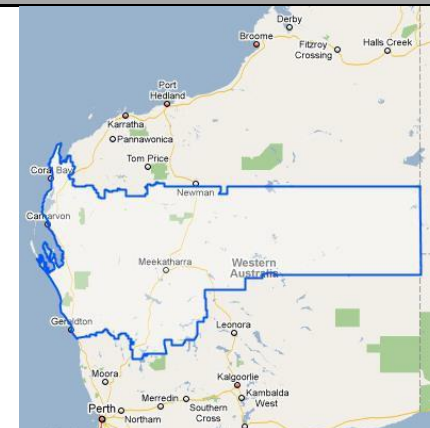 Derby
Broome
Fitzroy
Crossing
Halls Creek
Port
Hedland
Karratha
Pannawonica
Tom Price
Coral Bay
Newman
Carnarvon
Meekatharra
Western
Australia
Geraldton
Leonora
Moora
Kalgoorlie
Kambalda
West
Merredin
Southern
Cross
Perth
Northam